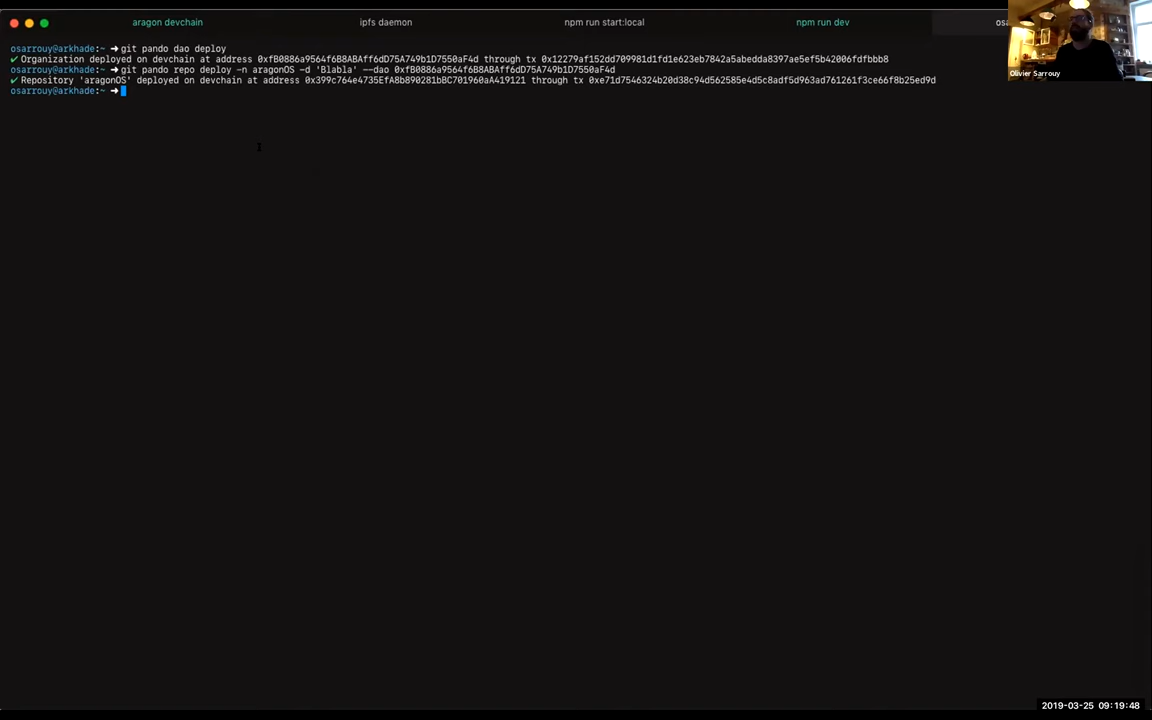 aragon devchain
ipfs daemon
npm run start:local
npm run dev
osa
Olivier Sarrouy
osarrouy@arkhade:~ ➜ git pando dao deploy
✔ Organization deployed on devchain at address 0xfB0886a9564f6B8ABAff6dD75A749b1D7550aF4d through tx 0x12279af152dd709981d1fd1e623eb7842a5abedda8397ae5ef5b42006fdfbbb8
osarrouy@arkhade:~ ➜ git pando repo deploy -n aragonOS -d 'Blabla' --dao 0xfB0886a9564f6B8ABAff6dD75A749b1D7550aF4d
✔ Repository 'aragonOS' deployed on devchain at address 0x399c764e4735EfA8b890281bBC701960aA419121 through tx 0xe71d7546324b20d38c94d562585e4d5c8adf5d963ad761261f3ce66f8b25ed9d
osarrouy@arkhade:~ ➜
2019-03-25 09:19:48